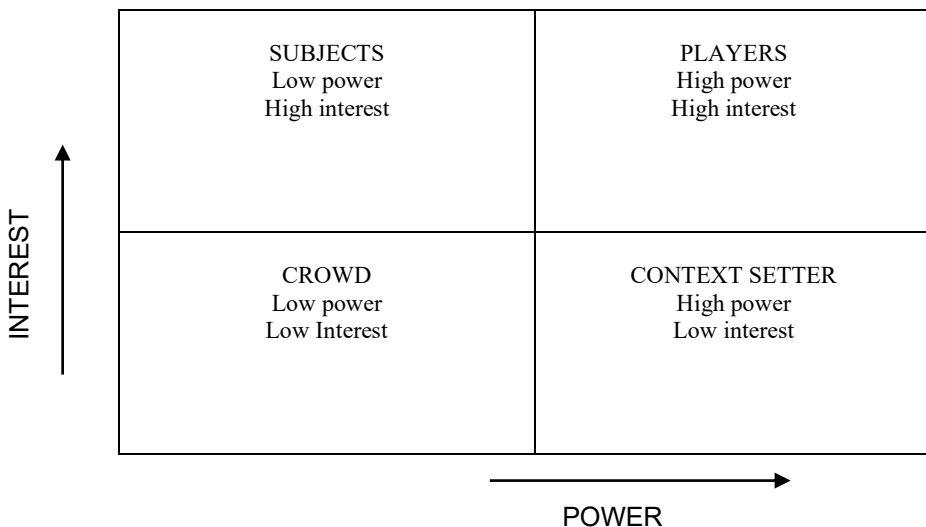 SUBJECTS
Low power
High interest
PLAYERS
High power
High interest
INTEREST
CROWD
Low power
Low Interest
CONTEXT SETTER
High power
Low interest
POWER